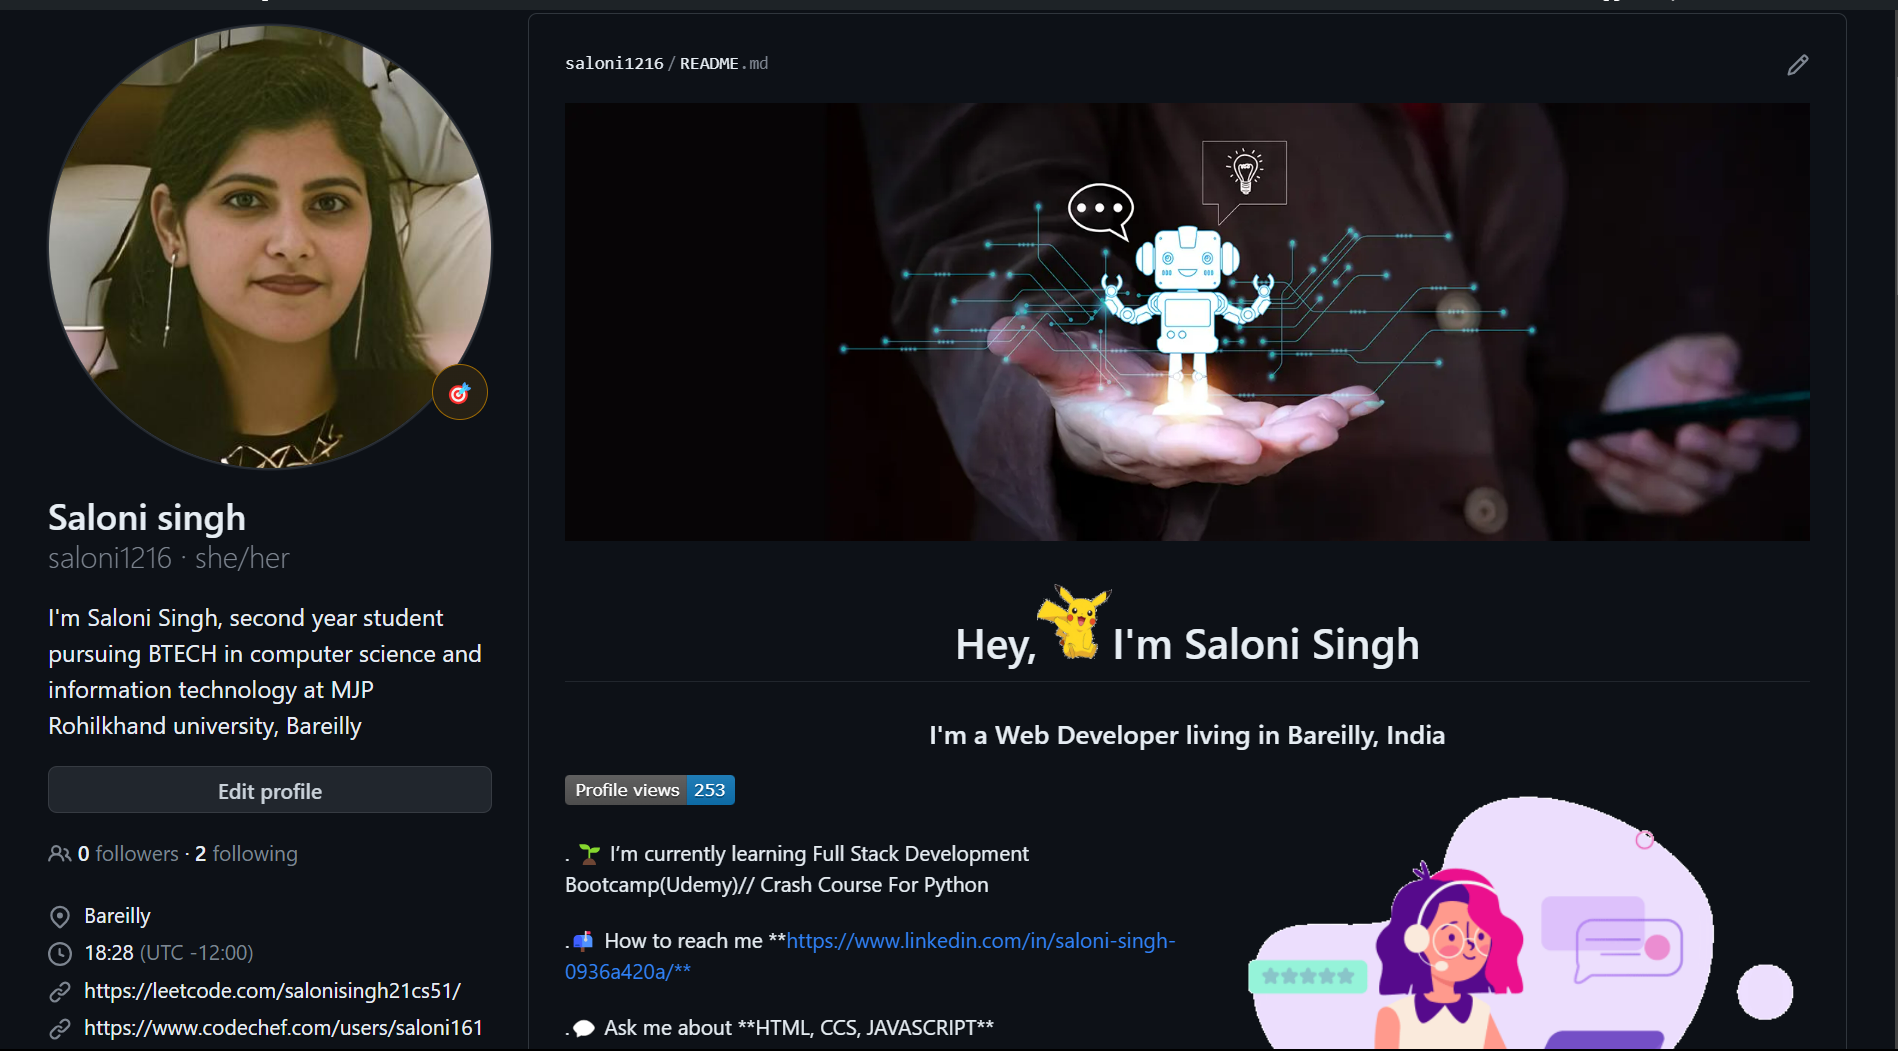 saloni1216 / README.md
Saloni singh
saloni1216 · she/her
I'm Saloni Singh, second year student
pursuing BTECH in computer science and
information technology at MJP
Rohilkhand university, Bareilly
Edit profile
0 followers · 2 following
Bareilly
18:28 (UTC -12:00)
https://leetcode.com/salonisingh21cs51/
https://www.codechef.com/users/saloni161
Hey, I'm Saloni Singh
I'm a Web Developer living in Bareilly, India
Profile views 253
. 🌱 I’m currently learning Full Stack Development
Bootcamp(Udemy)// Crash Course For Python
.📫 How to reach me **https://www.linkedin.com/in/saloni-singh-
0936a420a/**
.💬 Ask me about **HTML, CCS, JAVASCRIPT**